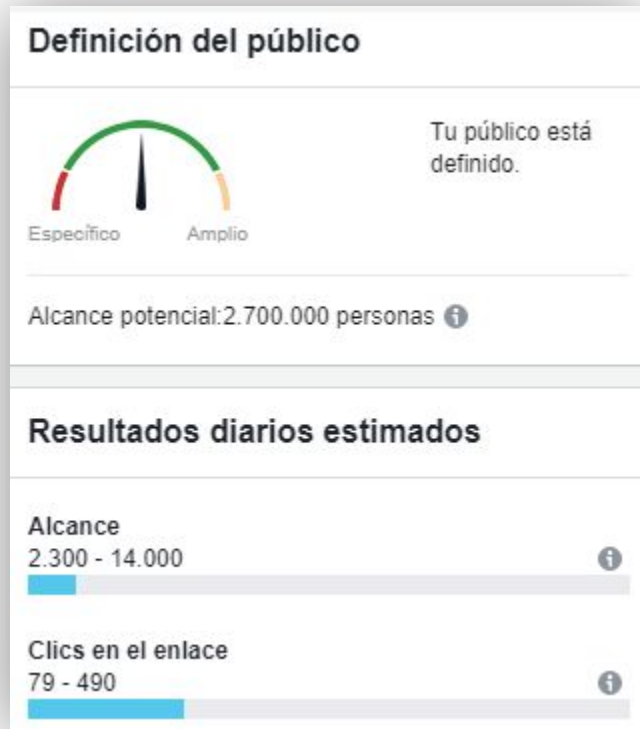 Definición del público
Tu público está
definido.
Específico
Amplio
Alcance potencial:2.700.000 personas
Resultados diarios estimados
Alcance
2.300 - 14.000
Clics en el enlace
79 - 490